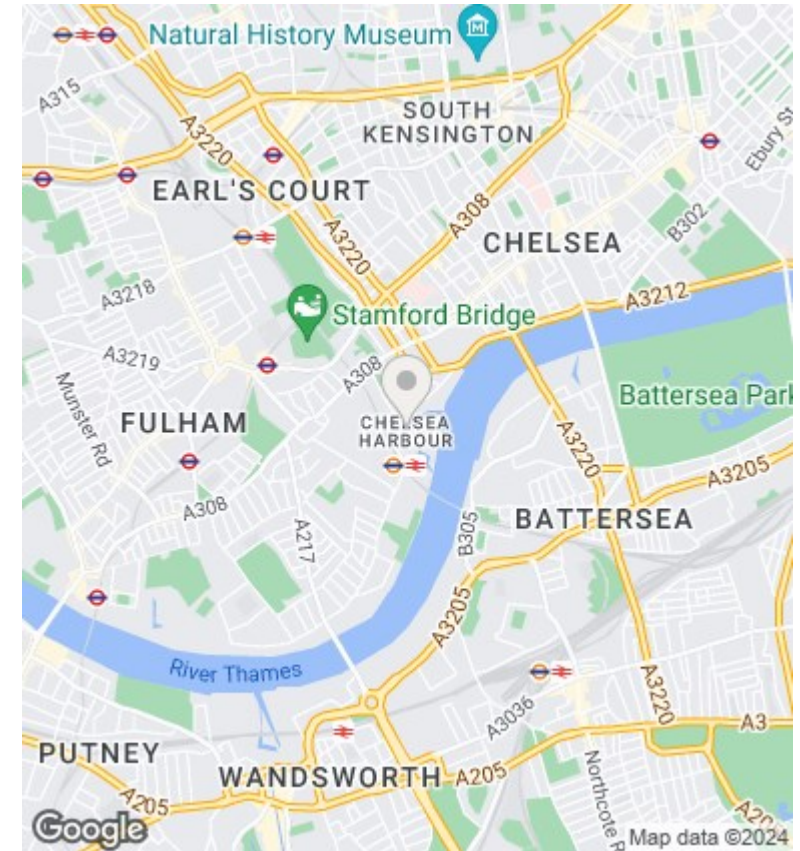 Natural History Museum
A315
SOUTH
KENSINGTON
A3220
Ebury St
EARL'S COURT
A308
B302
CHELSEA
A3220
A3218
A3212
Stamford Bridge
A3219
A308
Munster Rd
Battersea Park
FULHAM
CHELSEA
HARBOUR
A3220
A3205
A308
A217
B305
BATTERSEA
A3205
River Thames
A3220
A3036
A3
PUTNEY
WANDSWORTH
A205
A205
Northcote R
A20
Google
Map data ©2024